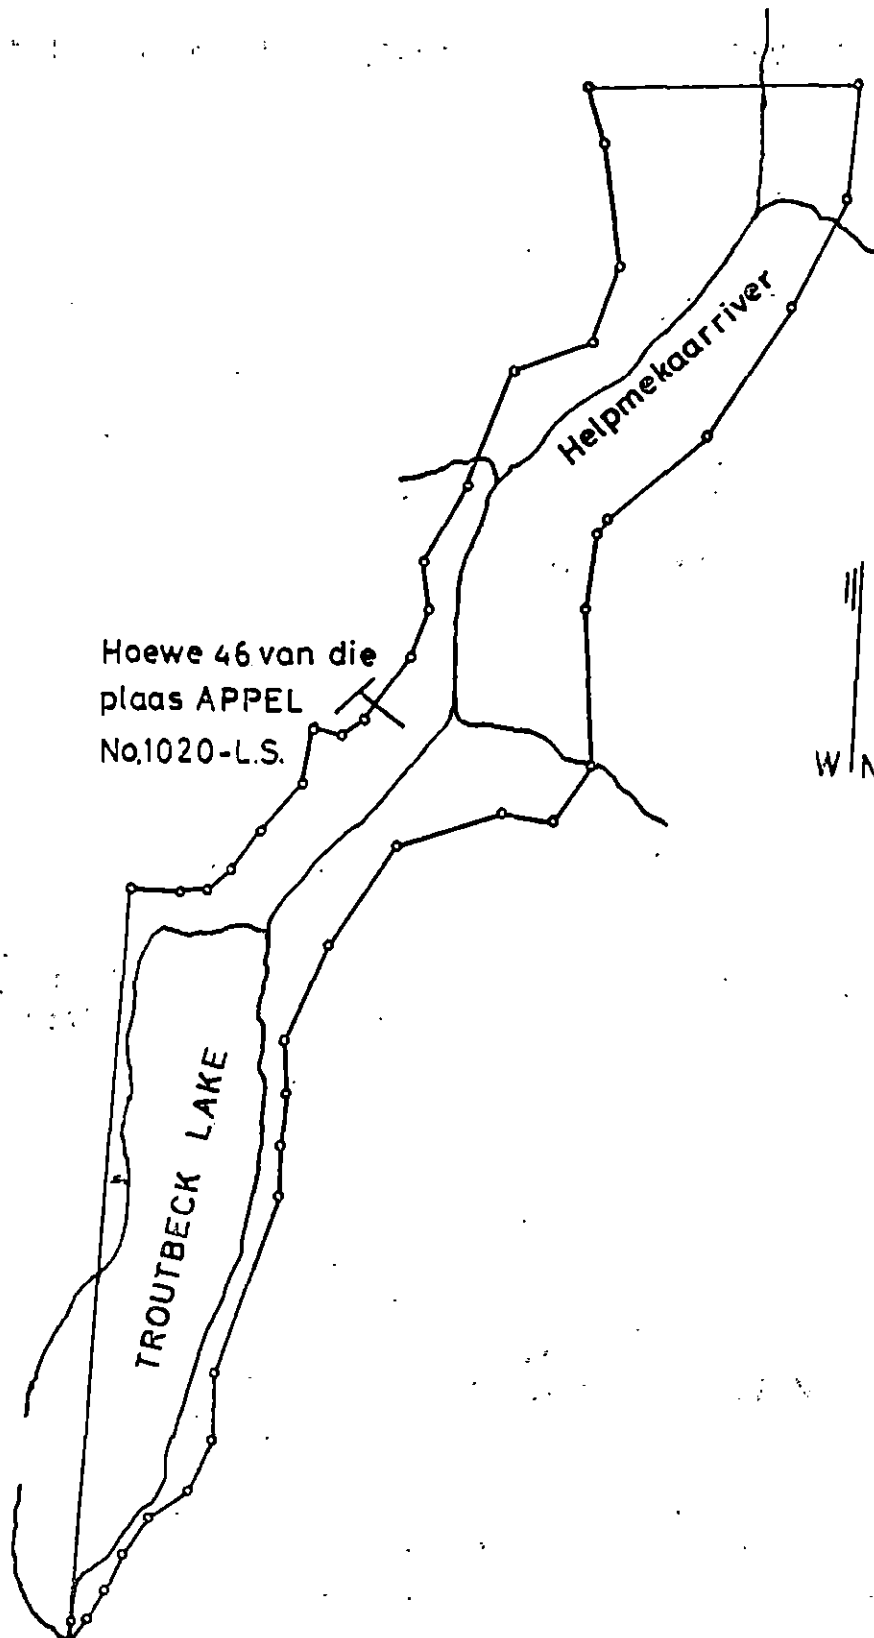 Helpmekaarriver
Hoewe 46 van die
plaas APPEL
No,1020-L.S.
W N
TROUTBECK LAKE